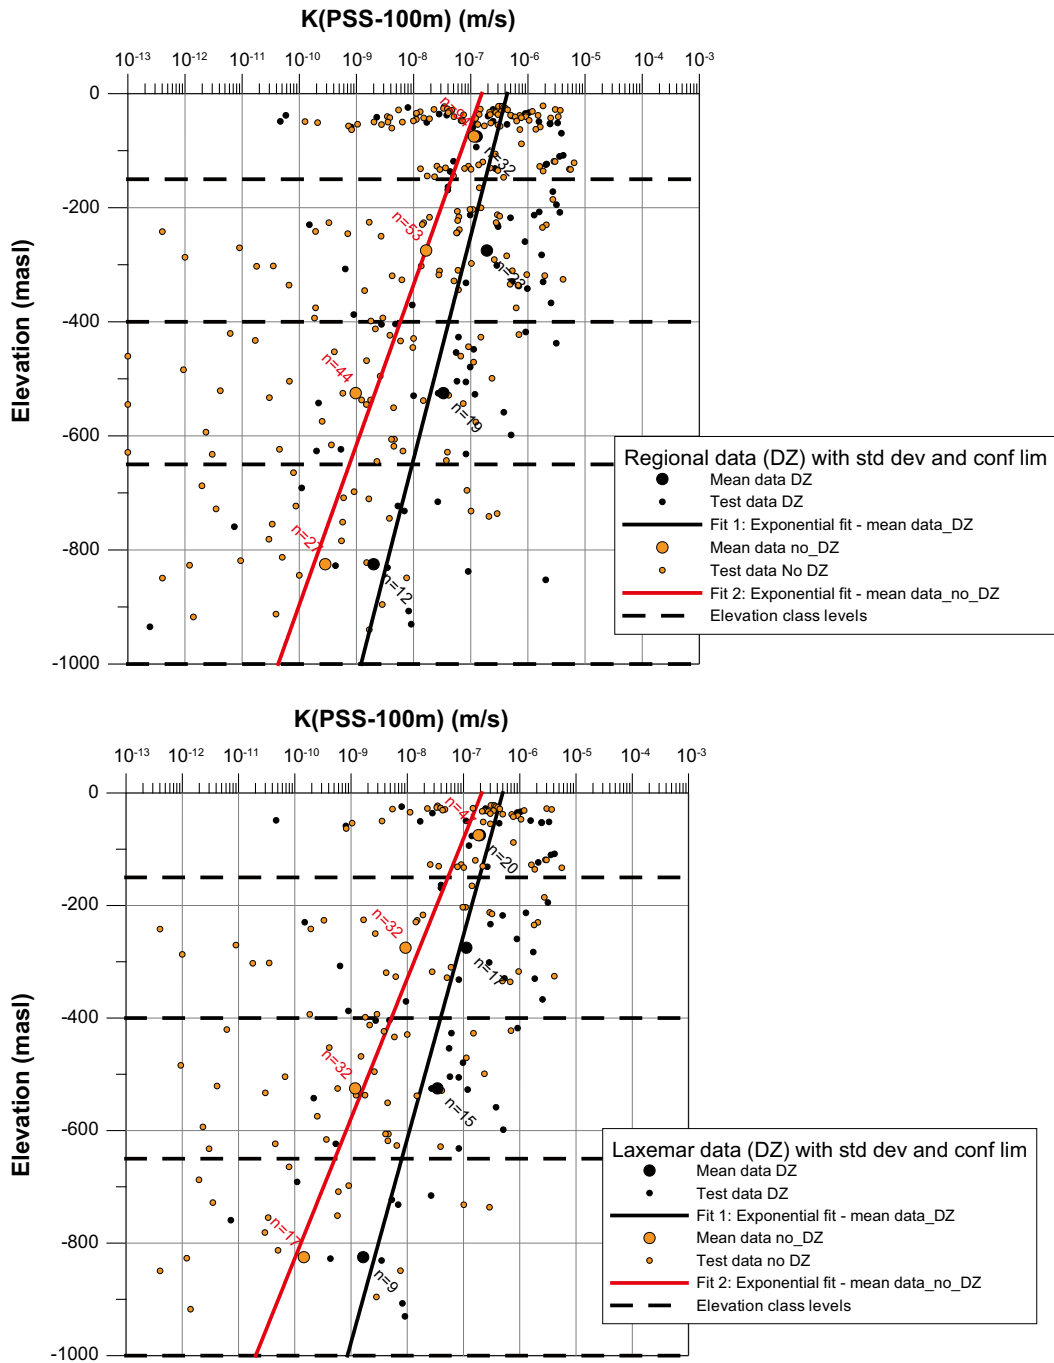 K(PSS-100m) (m/s)
10-13 10-12 10-11 10-10 10-9 10-8 10-7 10-6 10-5 10-4 10-3
Elevation (masl)
0
-200
-400
-600
-800
-1000
n=32
n=53
n=23
n=44
n=19
n=27
n=12
Regional data (DZ) with std dev and conf lim
Mean data DZ
Test data DZ
Fit 1: Exponential fit - mean data_DZ
Mean data no_DZ
Test data No DZ
Fit 2: Exponential fit - mean data_no_DZ
Elevation class levels
K(PSS-100m) (m/s)
10-13 10-12 10-11 10-10 10-9 10-8 10-7 10-6 10-5 10-4 10-3
Elevation (masl)
0
-200
-400
-600
-800
-1000
n=20
n=32
n=17
n=32
n=15
n=17
n=9
Laxemar data (DZ) with std dev and conf lim
Mean data DZ
Test data DZ
Fit 1: Exponential fit - mean data_DZ
Mean data no_DZ
Test data no DZ
Fit 2: Exponential fit - mean data_no_DZ
Elevation class levels